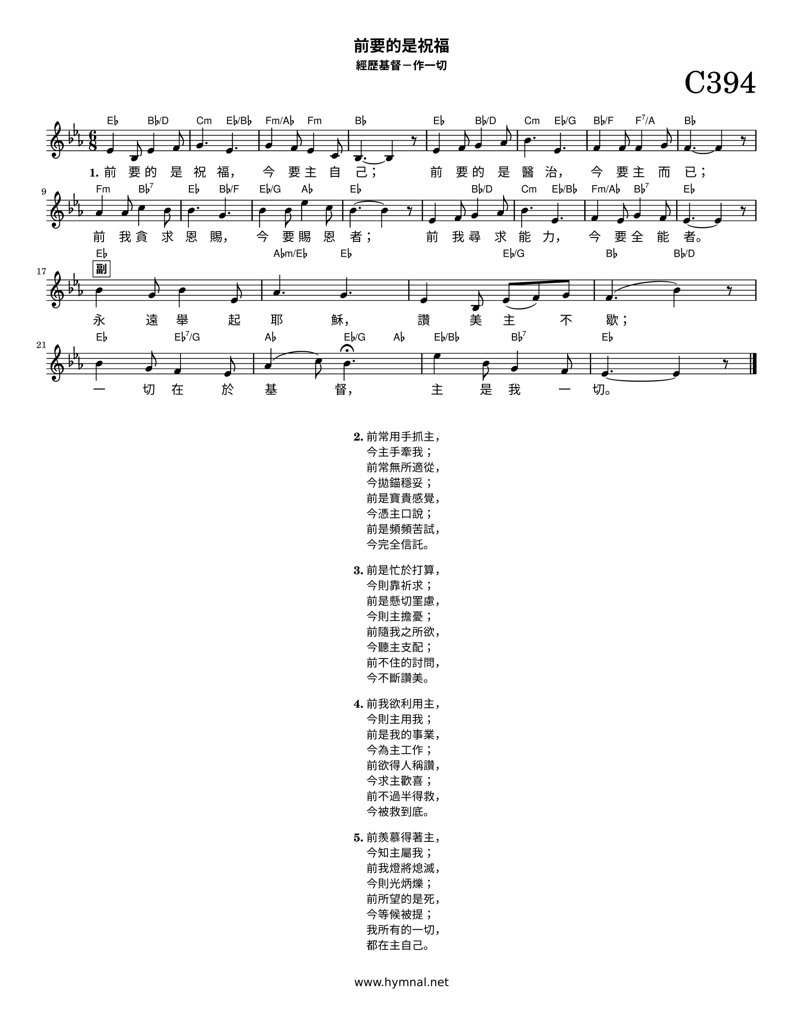 前要的是祝福
經歷基督－作一切
C394
E♭ B♭/D Cm E♭/B♭ Fm/A♭ Fm B♭ E♭ B♭/D Cm E♭/G B♭/F F7/A B♭
1. 前 要 的 是 祝 福， 今 要 主 自 己； 前 要 的 是 醫 治， 今 要 主 而 已；
9 Fm B♭7 E♭ B♭/F E♭/G A♭ E♭ B♭/D Cm E♭/B♭ Fm/A♭ B♭7 E♭
前 我 貪 求 恩 賜， 今 要 賜 恩 者； 前 我 尋 求 能 力， 今 要 全 能 者。
E♭ A♭m/E♭ E♭ E♭/G B♭ B♭/D
17 副
永 遠 舉 起 耶 穌， 讚 美 主 不 歇；
21 E♭ E♭7/G A♭ E♭/G A♭ E♭/B♭ B♭7 E♭
一 切 在 於 基 督， 主 是 我 一 切。
2. 前常用手抓主，
今主手牽我；
前常無所適從，
今拋錨穩妥；
前是寶貴感覺，
今憑主口說；
前是頻頻苦試，
今完全信託。
3. 前是忙於打算，
今則靠祈求；
前是懸切罣慮，
今則主擔憂；
前隨我之所欲，
今聽主支配；
前不住的討問，
今不斷讚美。
4. 前我欲利用主，
今則主用我；
前是我的事業，
今為主工作；
前欲得人稱讚，
今求主歡喜；
前不過半得救，
今被救到底。
5. 前羨慕得著主，
今知主屬我；
前我燈將熄滅，
今則光炳爍；
前所望的是死，
今等候被提；
我所有的一切，
都在主自己。
www.hymnal.net